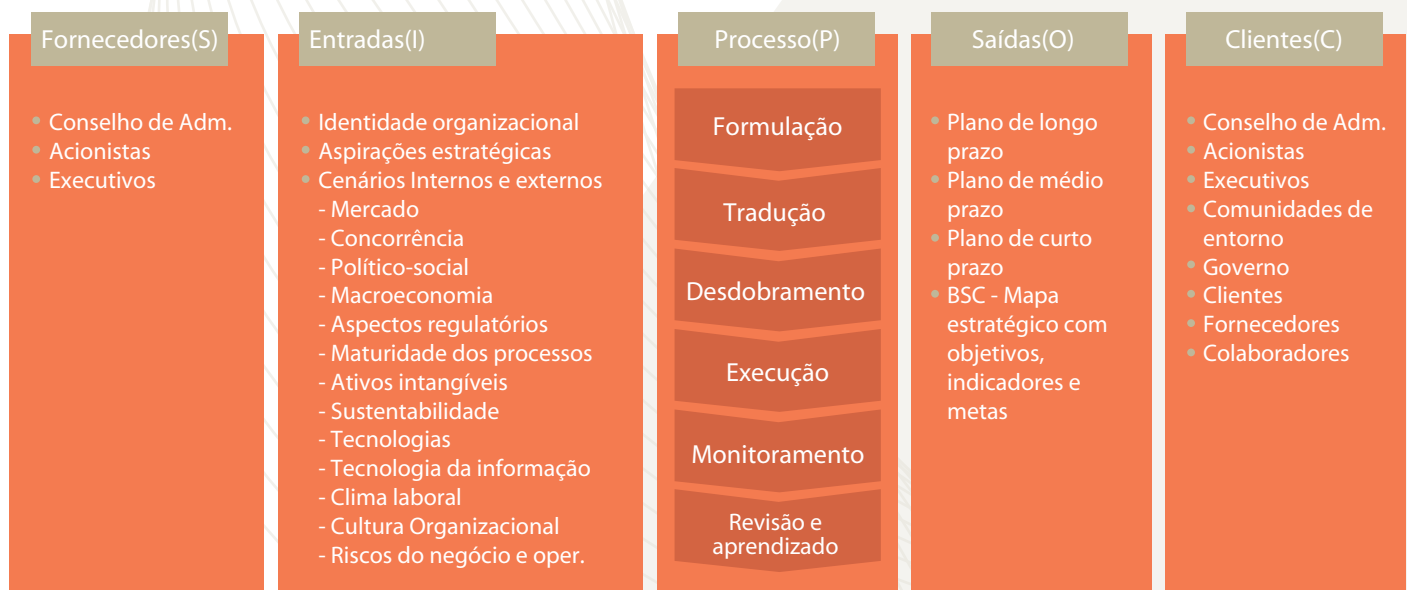 Fornecedores(S)
• Conselho de Adm.
• Acionistas
• Executivos
Entradas(I)
• Identidade organizacional
• Aspirações estratégicas
• Cenários Internos e externos
- Mercado
- Concorrência
- Político-social
- Macroeconomia
- Aspectos regulatórios
- Maturidade dos processos
- Ativos intangíveis
- Sustentabilidade
- Tecnologias
- Tecnologia da informação
- Clima laboral
- Cultura Organizacional
- Riscos do negócio e oper.
Processo(P)
Formulação
Tradução
Desdobramento
Execução
Monitoramento
Revisão e
aprendizado
Saídas(O)
• Plano de longo
prazo
• Plano de médio
prazo
• Plano de curto
prazo
• BSC - Mapa
estratégico com
objetivos,
indicadores e
metas
Clientes(C)
• Conselho de Adm.
• Acionistas
• Executivos
• Comunidades de
entorno
• Governo
• Clientes
• Fornecedores
• Colaboradores